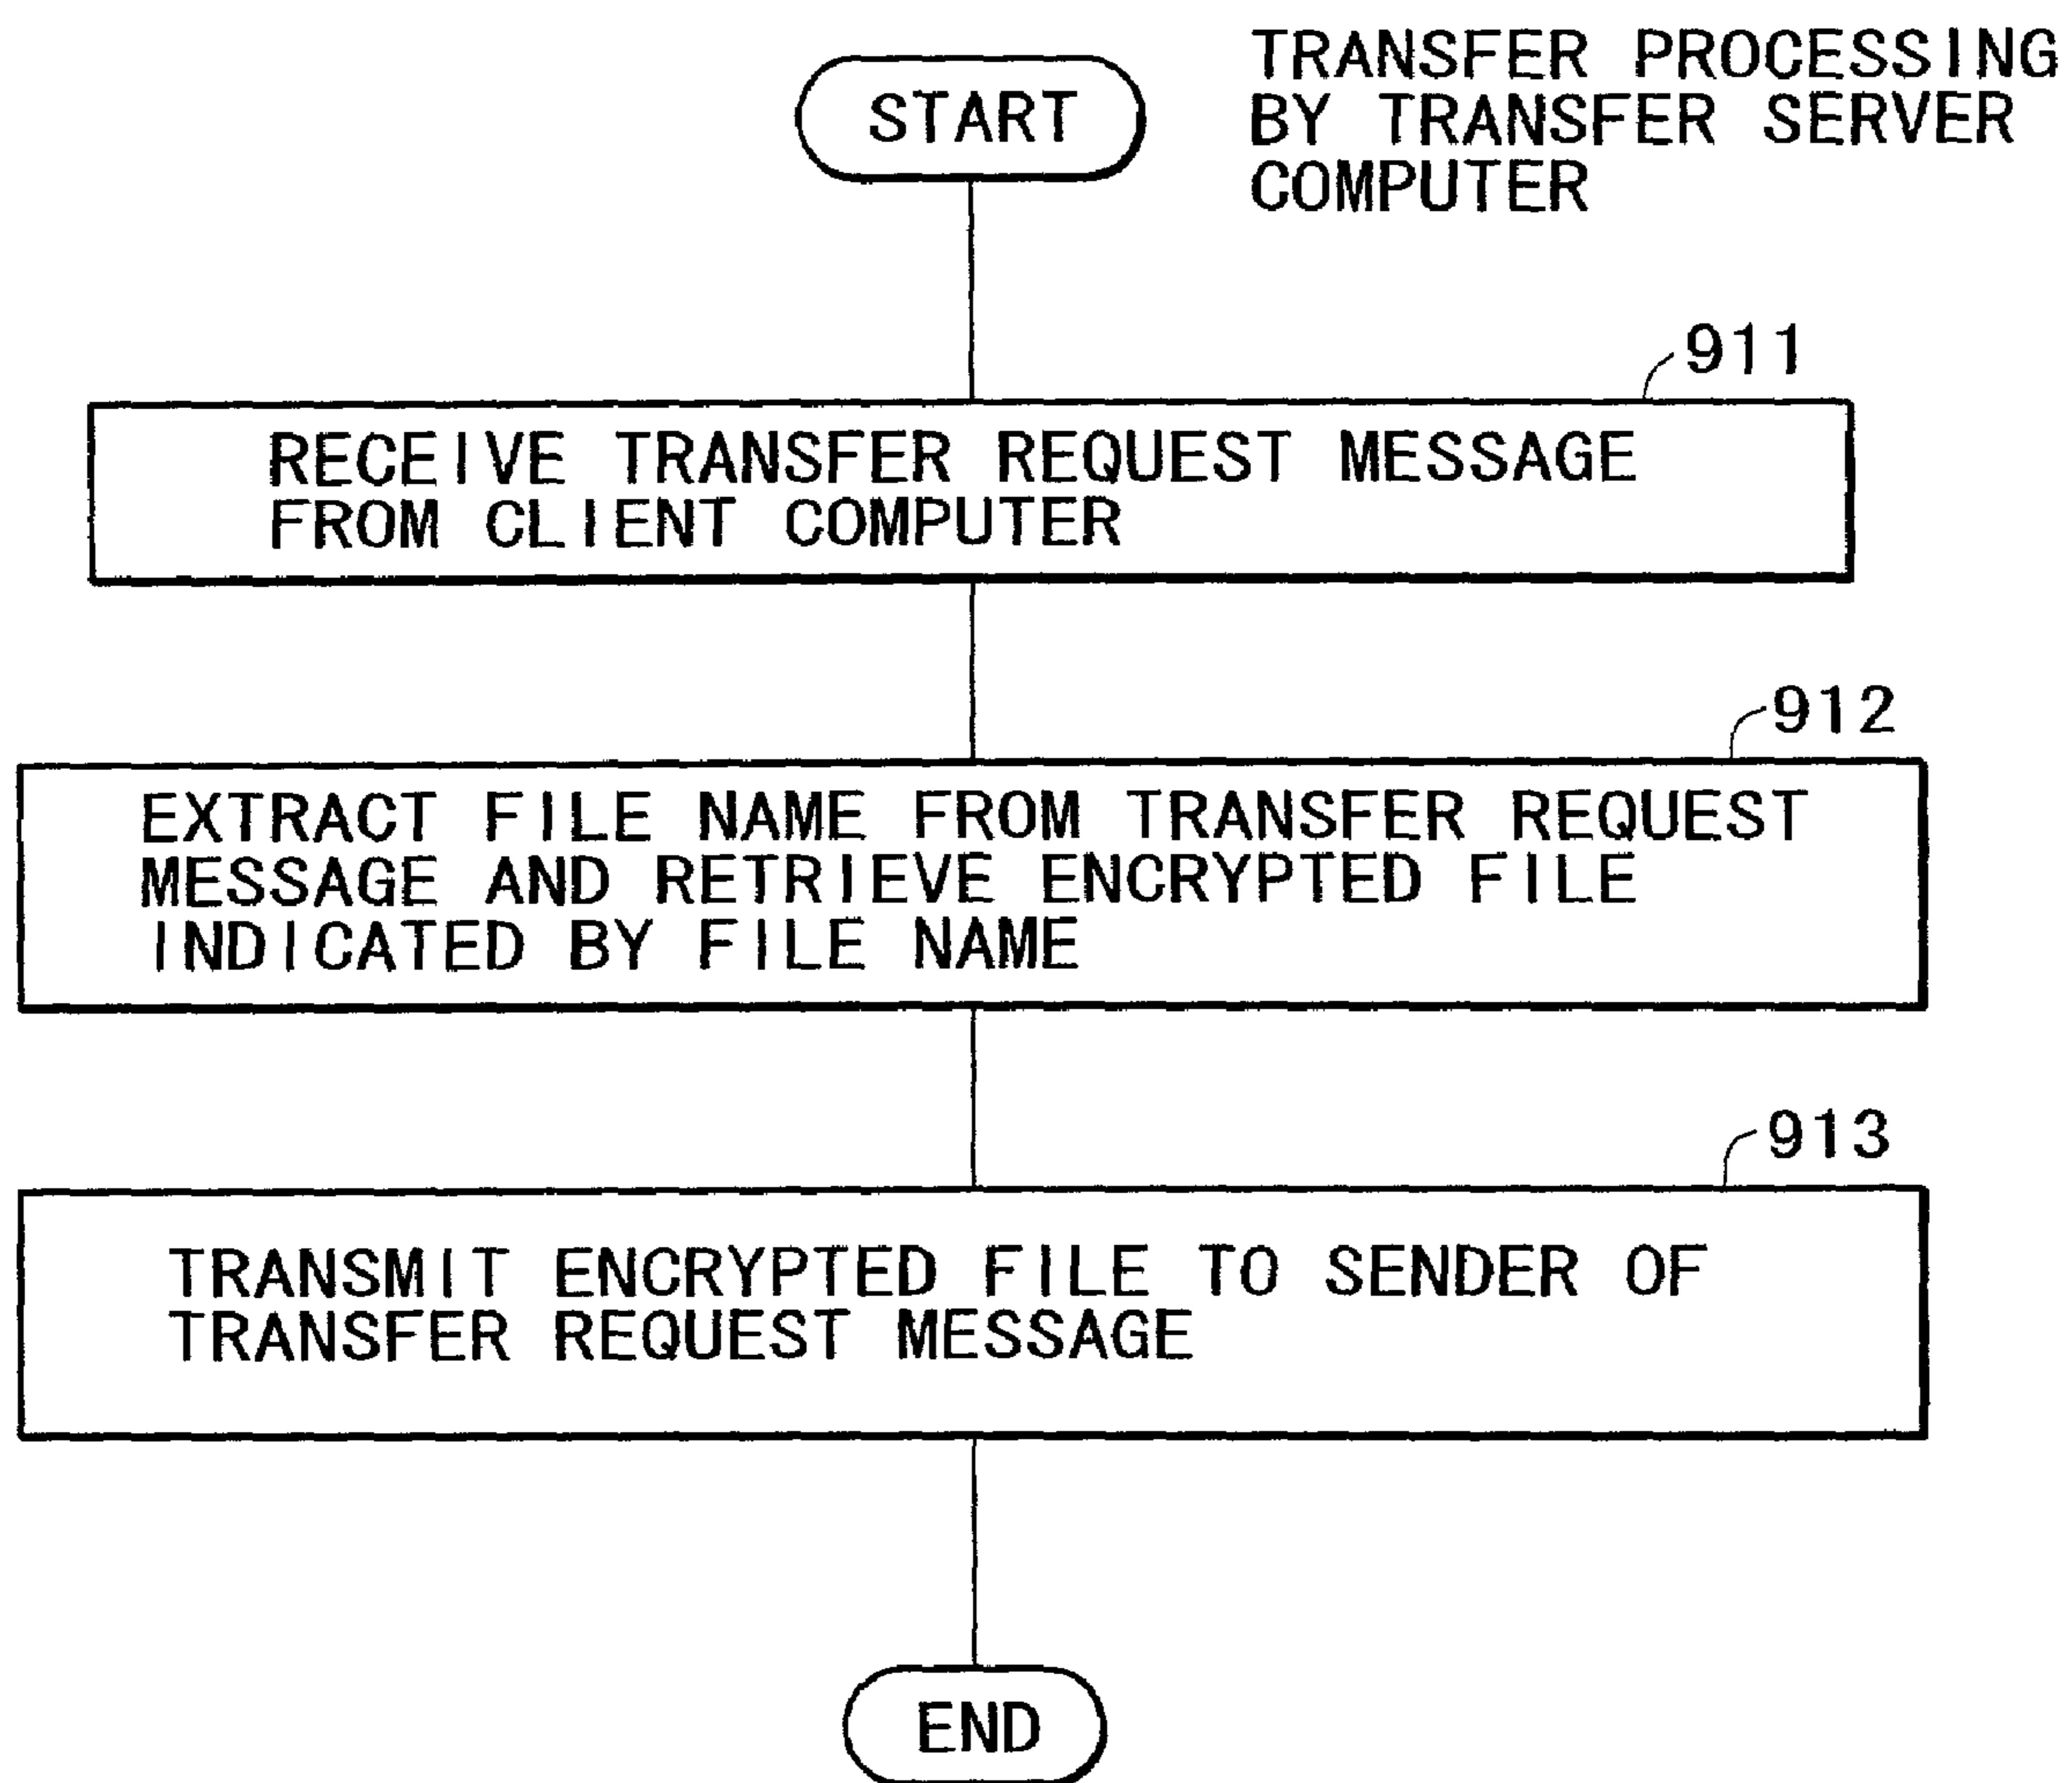 START
TRANSFER PROCESSING
BY TRANSFER SERVER
COMPUTER
911
RECEIVE TRANSFER REQUEST MESSAGE
FROM CLIENT COMPUTER
912
EXTRACT FILE NAME FROM TRANSFER REQUEST
MESSAGE AND RETRIEVE ENCRYPTED FILE
INDICATED BY FILE NAME
913
TRANSMIT ENCRYPTED FILE TO SENDER OF
TRANSFER REQUEST MESSAGE
END